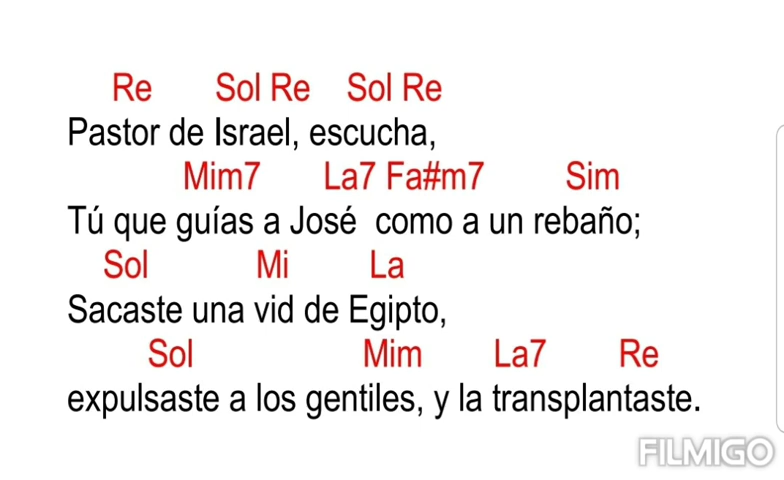 Re Sol Re Sol Re
Pastor de Israel, escucha,
Mim7 La7 Fa#m7 Sim
Tú que guías a José como a un rebaño;
Sol Mi La
Sacaste una vid de Egipto,
Sol Mim La7 Re
expulsaste a los gentiles, y la transplantaste.
FILMIGO